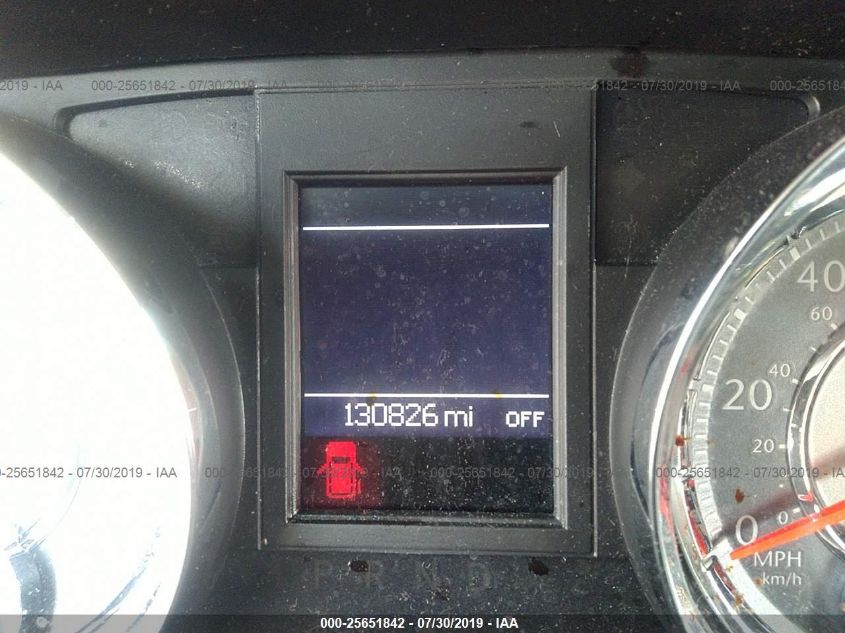 2019 - IAA 000-25651842 - 07/30/2019 - IAA 000-25651842 - 07/30/2019 - IAA
40
60
40
20
20
130826 mi OFF
-25651842 - 07/30/2019 - IAA 000-25651842 - 07/30/2019 - IAA 000-25651842 - 07/30/2019 - IAA
0
0
MPH
km/h
P R N D
000-25651842 - 07/30/2019 - IAA